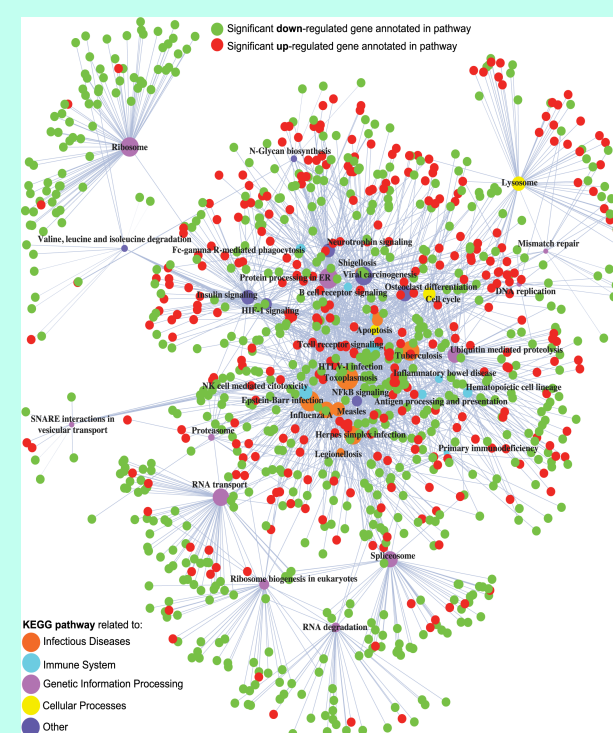 Significant down-regulated gene annotated in pathway
Significant up-regulated gene annotated in pathway
Ribosome
N-Glycan biosynthesis
Lysosome
Valine, leucine and isoleucine degradation
Neurotrophin signaling
Mismatch repair
Fc-gamma R-mediated phagocytosis
Shigellosis
Protein processing in ER
Viral carcinogenesis
B cell receptor signaling
Osteoclast differentiation
DNA replication
Insulin signaling
Cell cycle
HIF-1 signaling
Apoptosis
Tcell receptor signaling
Tuberculosis
Ubiquitin mediated proteolysis
HTLV-I infection
Inflammatory bowel disease
Toxoplasmosis
NK cell mediated citotoxicity
NFkB signaling
Hematopoietic cell lineage
Epstein-Barr infection
Antigen processing and presentation
Influenza A
Measles
SNARE interactions in
vesicular transport
Proteasome
Herpes simplex infection
Primary immunodeficiency
Legionellosis
RNA transport
Spliceosome
Ribosome biogenesis in eukaryotes
RNA degradation
KEGG pathway related to:
Infectious Diseases
Immune System
Genetic Information Processing
Cellular Processes
Other